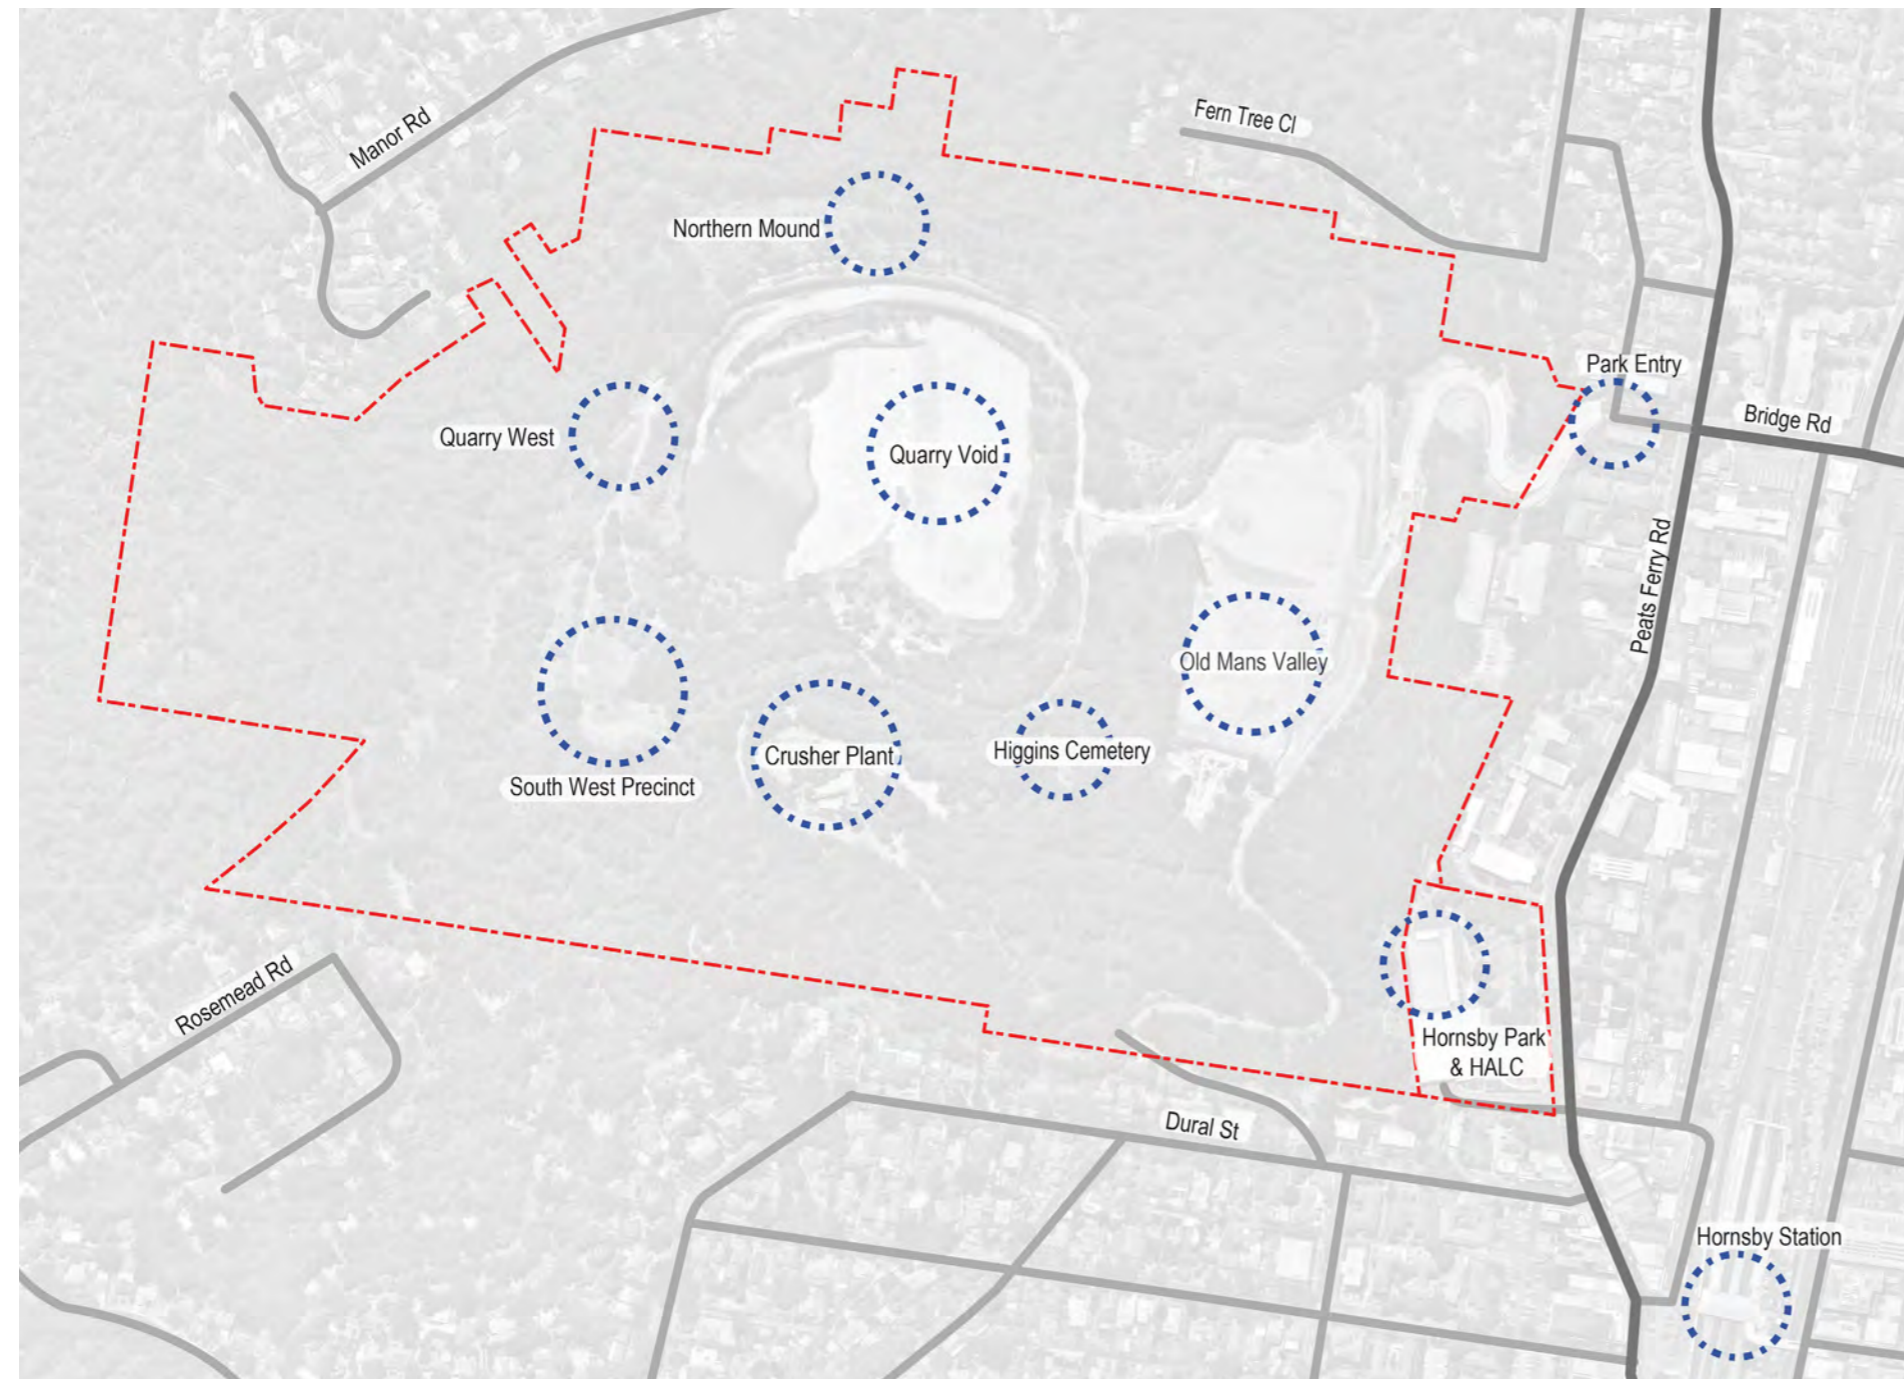 Manor Rd
Fern Tree Cl
Northern Mound
Park Entry
Bridge Rd
Quarry West
Quarry Void
Peats Ferry Rd
Old Mans Valley
Higgins Cemetery
Crusher Plant
South West Precinct
Rosemead Rd
Hornsby Park
& HALC
Dural St
Hornsby Station